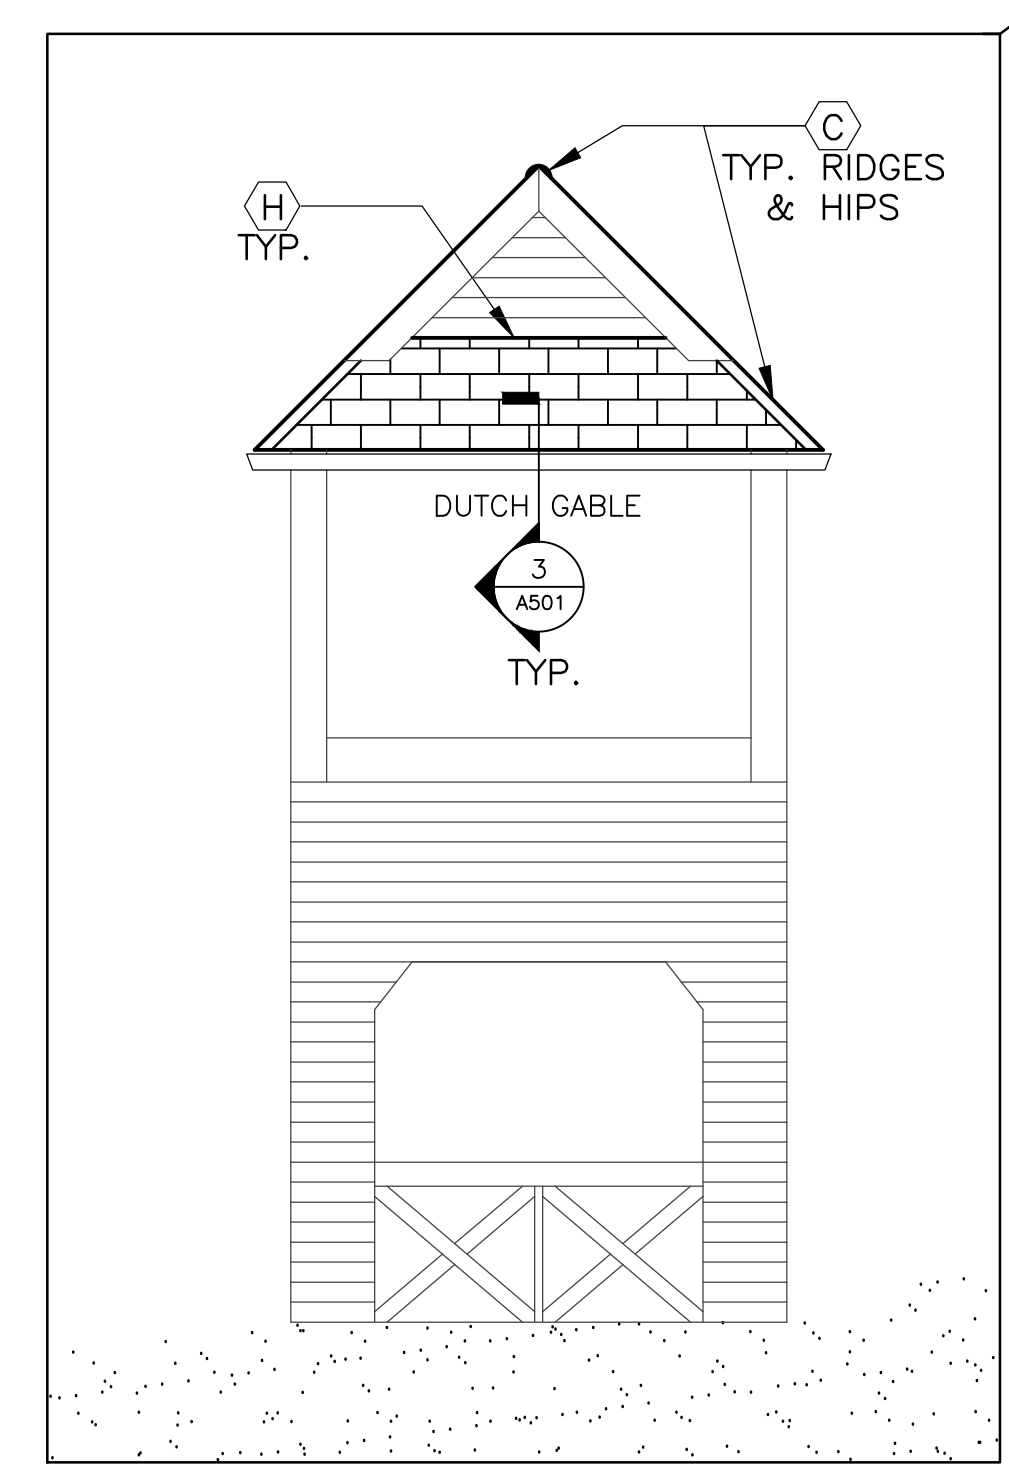 C
TYP. RIDGES
& HIPS
H
TYP.
DUTCH GABLE
3
A501
TYP.